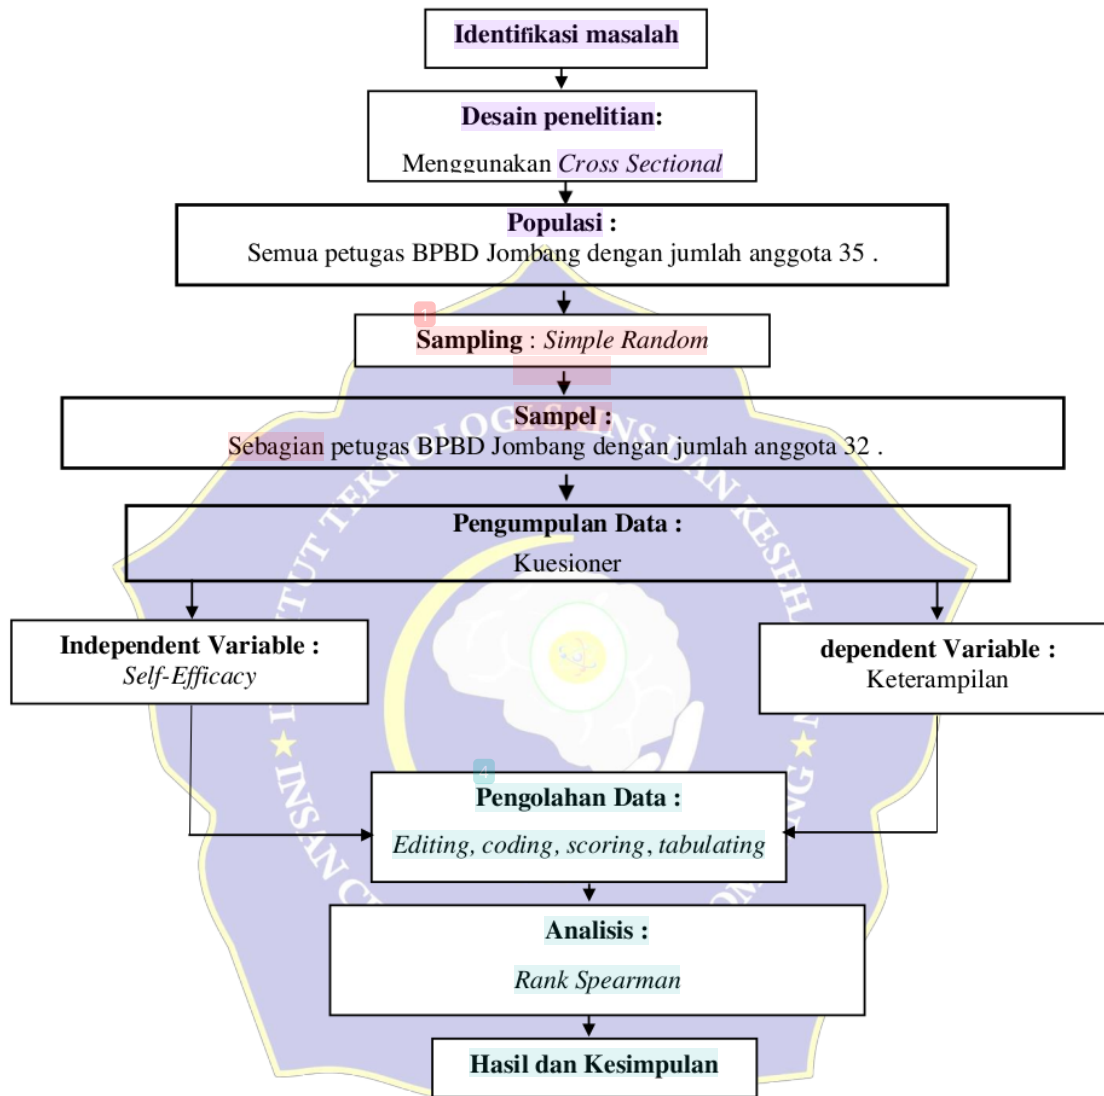 Identifikasi masalah
Desain penelitian:
Menggunakan Cross Sectional
Populasi :
Semua petugas BPBD Jombang dengan jumlah anggota 35 .
1
Sampling : Simple Random
Sampel :
Sebagian petugas BPBD Jombang dengan jumlah anggota 32 .
Pengumpulan Data :
Kuesioner
Independent Variable :
Self-Efficacy
dependent Variable :
Keterampilan
4
Pengolahan Data :
Editing, coding, scoring, tabulating
Analisis :
Rank Spearman
Hasil dan Kesimpulan